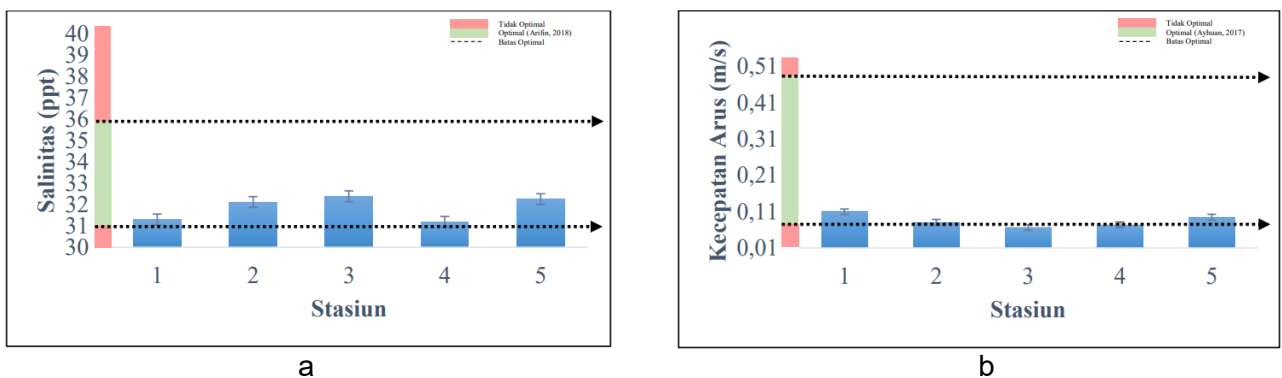 Salinitas (ppt)
40
39
38
37
36
35
34
33
32
31
30
1 2 3 4 5
Stasiun
Tidak Optimal
Optimal (Arifin, 2018)
Batas Optimal
a
Kecepatan Arus (m/s)
0,51
0,41
0,31
0,21
0,11
0,01
1 2 3 4 5
Stasiun
Tidak Optimal
Optimal (Ayhuan, 2017)
Batas Optimal
b